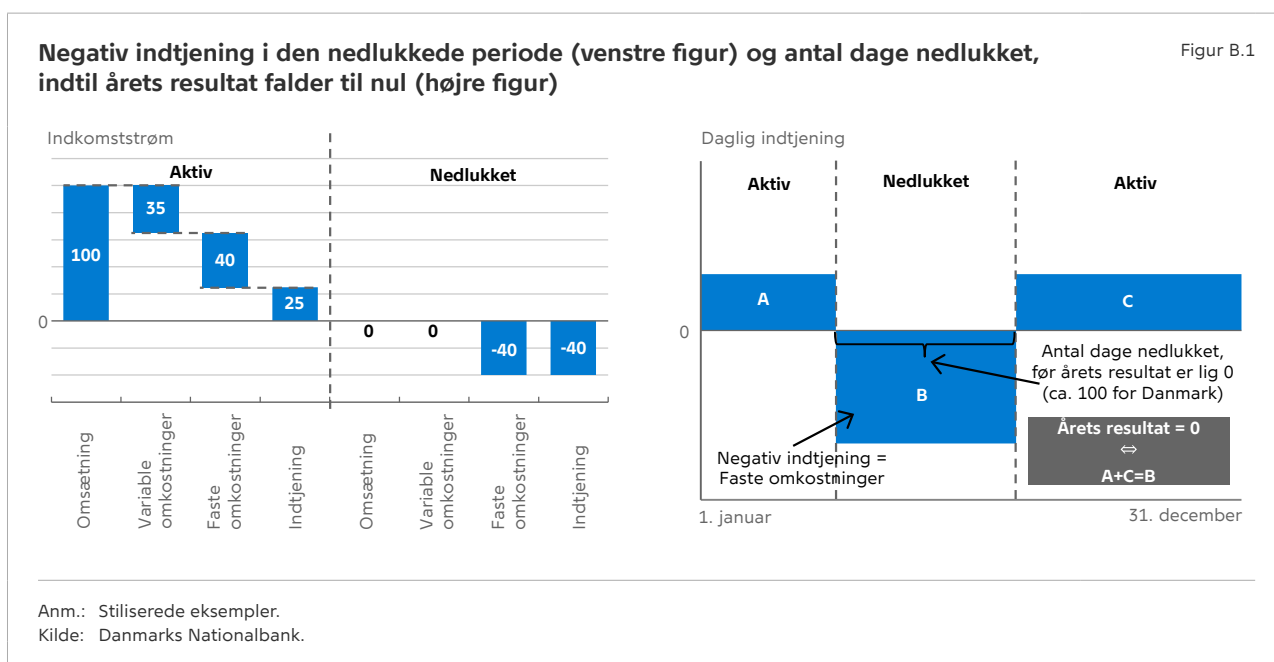 Negativ indtjening i den nedlukkede periode (venstre figur) og antal dage nedlukket,
indtil årets resultat falder til nul (højre figur)
Figur B.1
Indkomststrøm
Aktiv
Nedlukket
100
35
40
25
0
0
0
-40
-40
Omsætning
Variable
omkostninger
Faste
omkostninger
Indtjening
Omsætning
Variable
omkostninger
Faste
omkostninger
Indtjening
Daglig indtjening
Aktiv
Nedlukket
Aktiv
A
C
0
B
Antal dage nedlukket,
før årets resultat er lig 0
(ca. 100 for Danmark)
Negativ indtjening =
Faste omkostninger
Årets resultat = 0
⇔
A+C=B
1. januar
31. december
Anm.: Stiliserede eksempler.
Kilde: Danmarks Nationalbank.